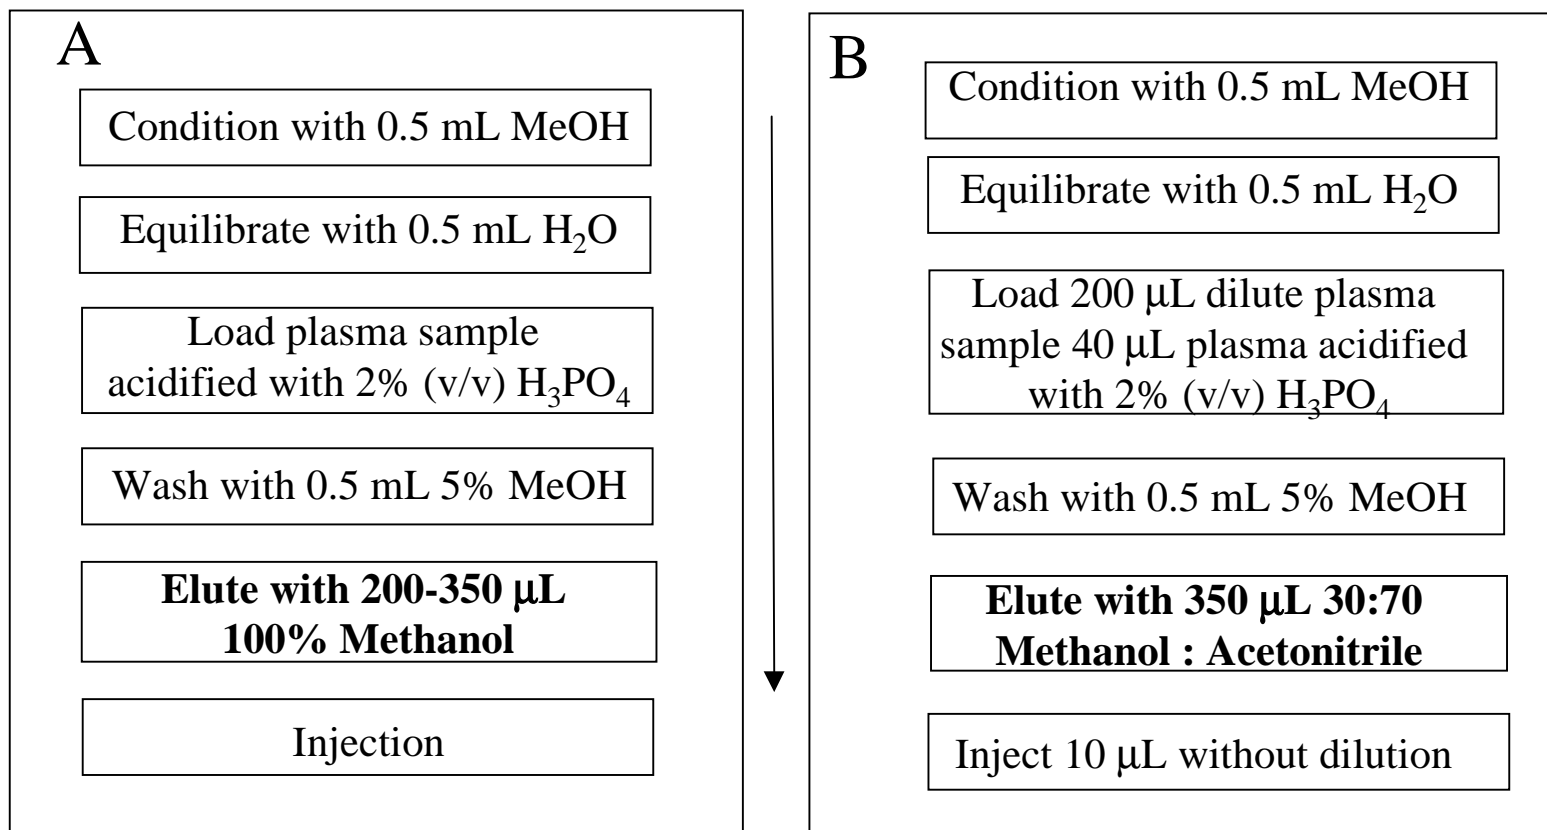 A
Condition with 0.5 mL MeOH
Equilibrate with 0.5 mL H₂O
Load plasma sample
acidified with 2% (v/v) H₃PO₄
Wash with 0.5 mL 5% MeOH
Elute with 200-350 μL
100% Methanol
Injection
B
Condition with 0.5 mL MeOH
Equilibrate with 0.5 mL H₂O
Load 200 μL dilute plasma
sample 40 μL plasma acidified
with 2% (v/v) H₃PO₄
Wash with 0.5 mL 5% MeOH
Elute with 350 μL 30:70
Methanol : Acetonitrile
Inject 10 μL without dilution